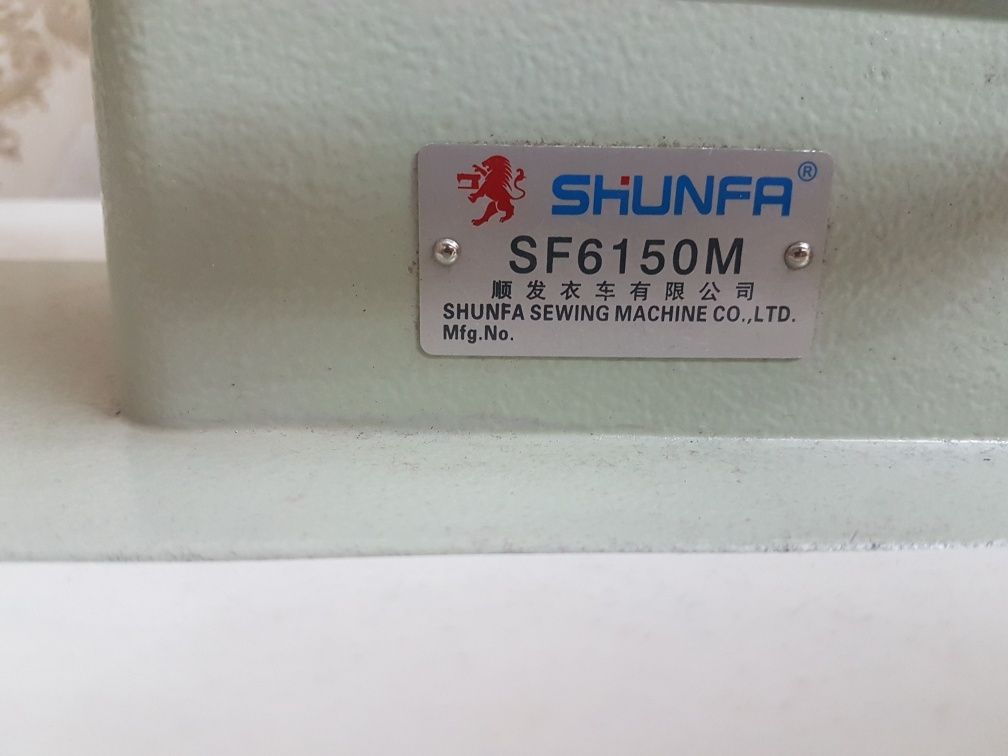 SHUNFA®
SF6150M
顺发衣车有限公司
SHUNFA SEWING MACHINE CO.,LTD.
Mfg.No.